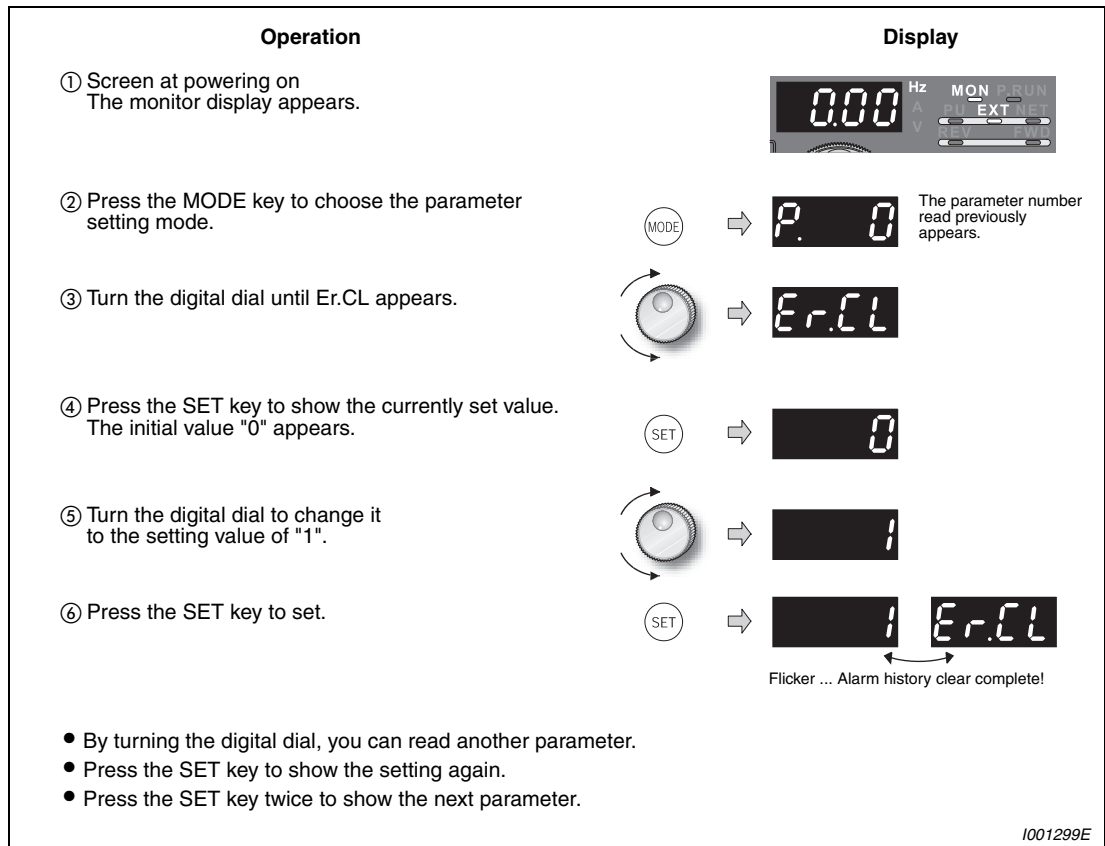 Operation
Display
① Screen at powering on
The monitor display appears.
0.00
Hz
A
V
MON P.RUN
PU EXT NET
REV FWD
② Press the MODE key to choose the parameter
setting mode.
MODE
P. 0
The parameter number
read previously
appears.
③ Turn the digital dial until Er.CL appears.
Er.CL
④ Press the SET key to show the currently set value.
The initial value "0" appears.
SET
0
⑤ Turn the digital dial to change it
to the setting value of "1".
1
⑥ Press the SET key to set.
SET
1
Er.CL
Flicker ... Alarm history clear complete!
● By turning the digital dial, you can read another parameter.
● Press the SET key to show the setting again.
● Press the SET key twice to show the next parameter.
I001299E